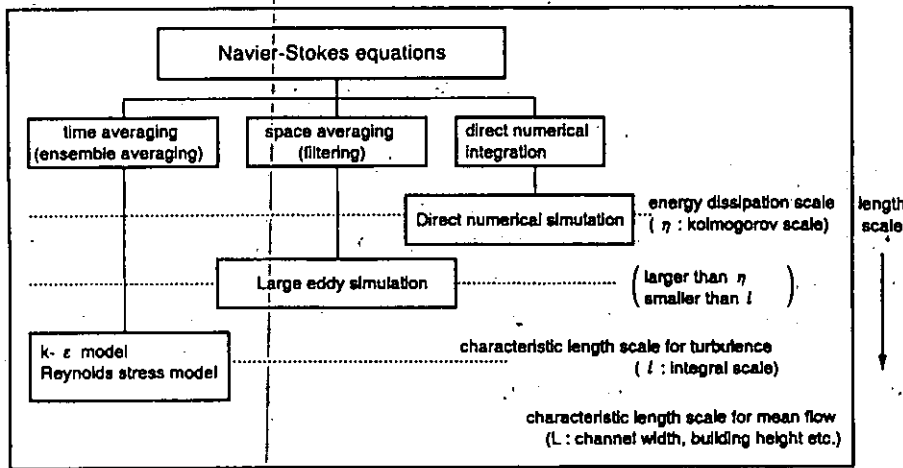 Navier-Stokes equations
time averaging
(ensemble averaging)
space averaging
(filtering)
direct numerical
integration
Direct numerical simulation
energy dissipation scale
( η : kolmogorov scale)
length
scale
Large eddy simulation
larger than η
smaller than l
k- ε model
Reynolds stress model
characteristic length scale for turbulence
( l : integral scale)
characteristic length scale for mean flow
(L : channel width, building height etc.)